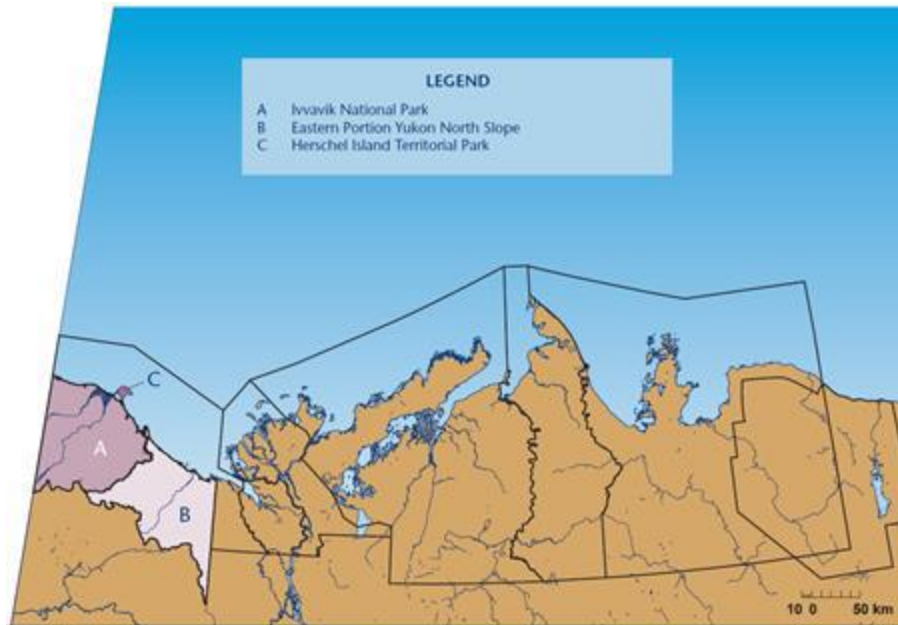 LEGEND
A Ivvavik National Park
B Eastern Portion Yukon North Slope
C Herschel Island Territorial Park
C
A
B
10 0 50 km